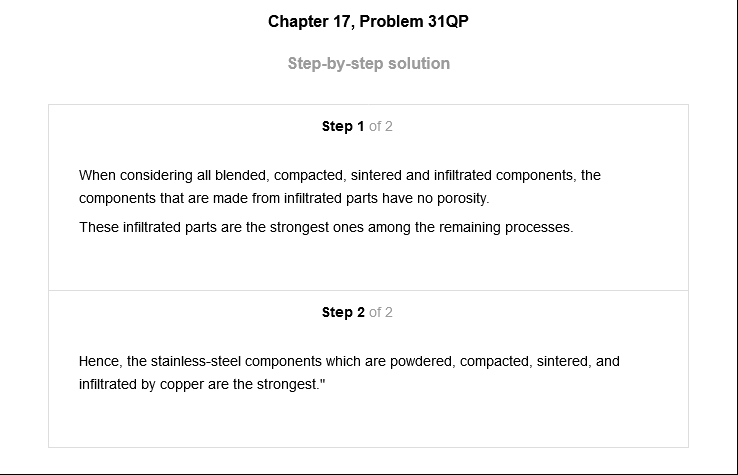 Chapter 17, Problem 31QP
Step-by-step solution
Step 1 of 2
When considering all blended, compacted, sintered and infiltrated components, the
components that are made from infiltrated parts have no porosity.
These infiltrated parts are the strongest ones among the remaining processes.
Step 2 of 2
Hence, the stainless-steel components which are powdered, compacted, sintered, and
infiltrated by copper are the strongest."